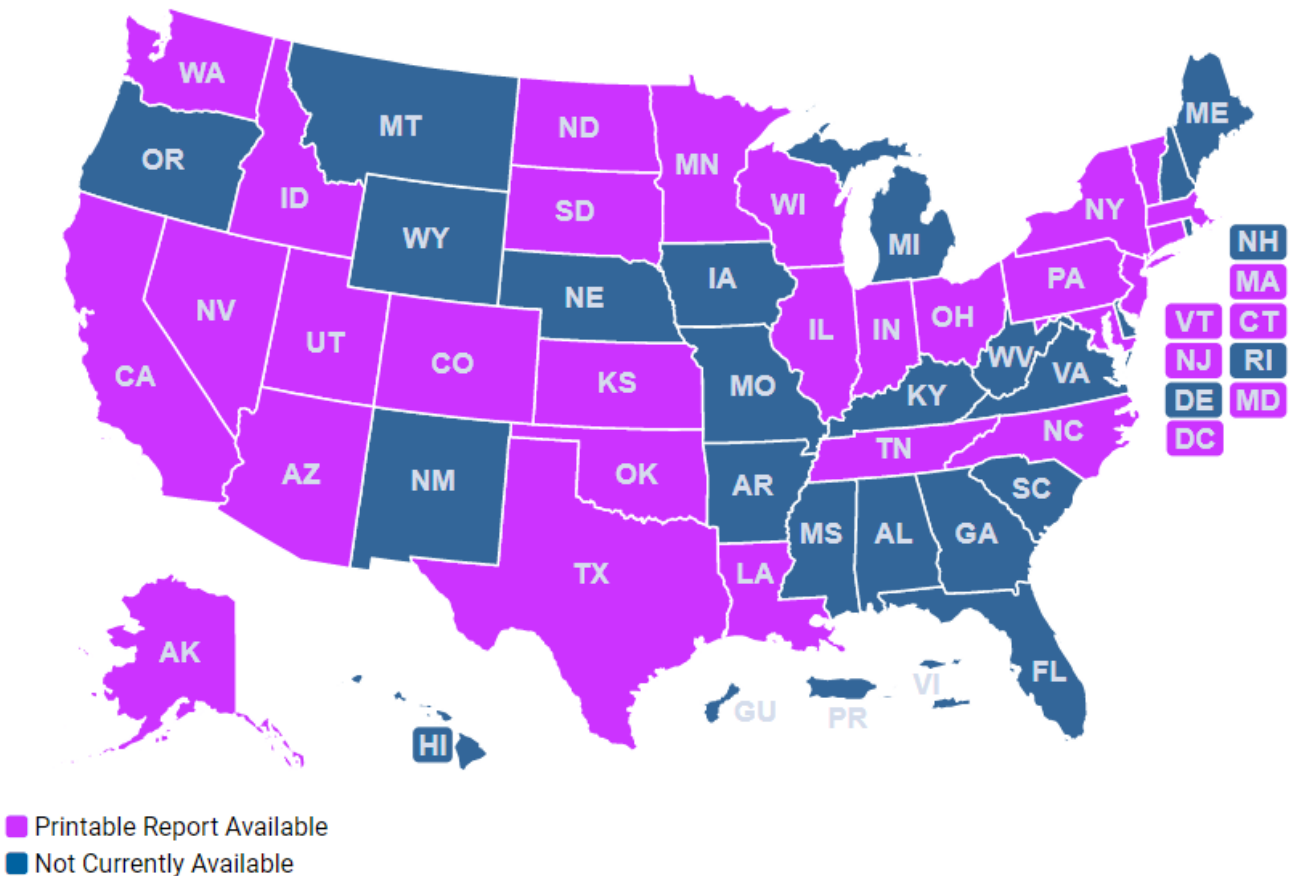 WA
MT
ND
ME
OR
MN
ID
SD
WI
NY
WY
MI
NH
IA
PA
MA
NE
NV
IL
IN
OH
VT
CT
UT
CO
WV
NJ
RI
CA
KS
MO
KY
VA
DE
MD
NC
DC
TN
AZ
NM
OK
AR
SC
MS
AL
GA
TX
LA
AK
FL
VI
GU
PR
HI
Printable Report Available
Not Currently Available